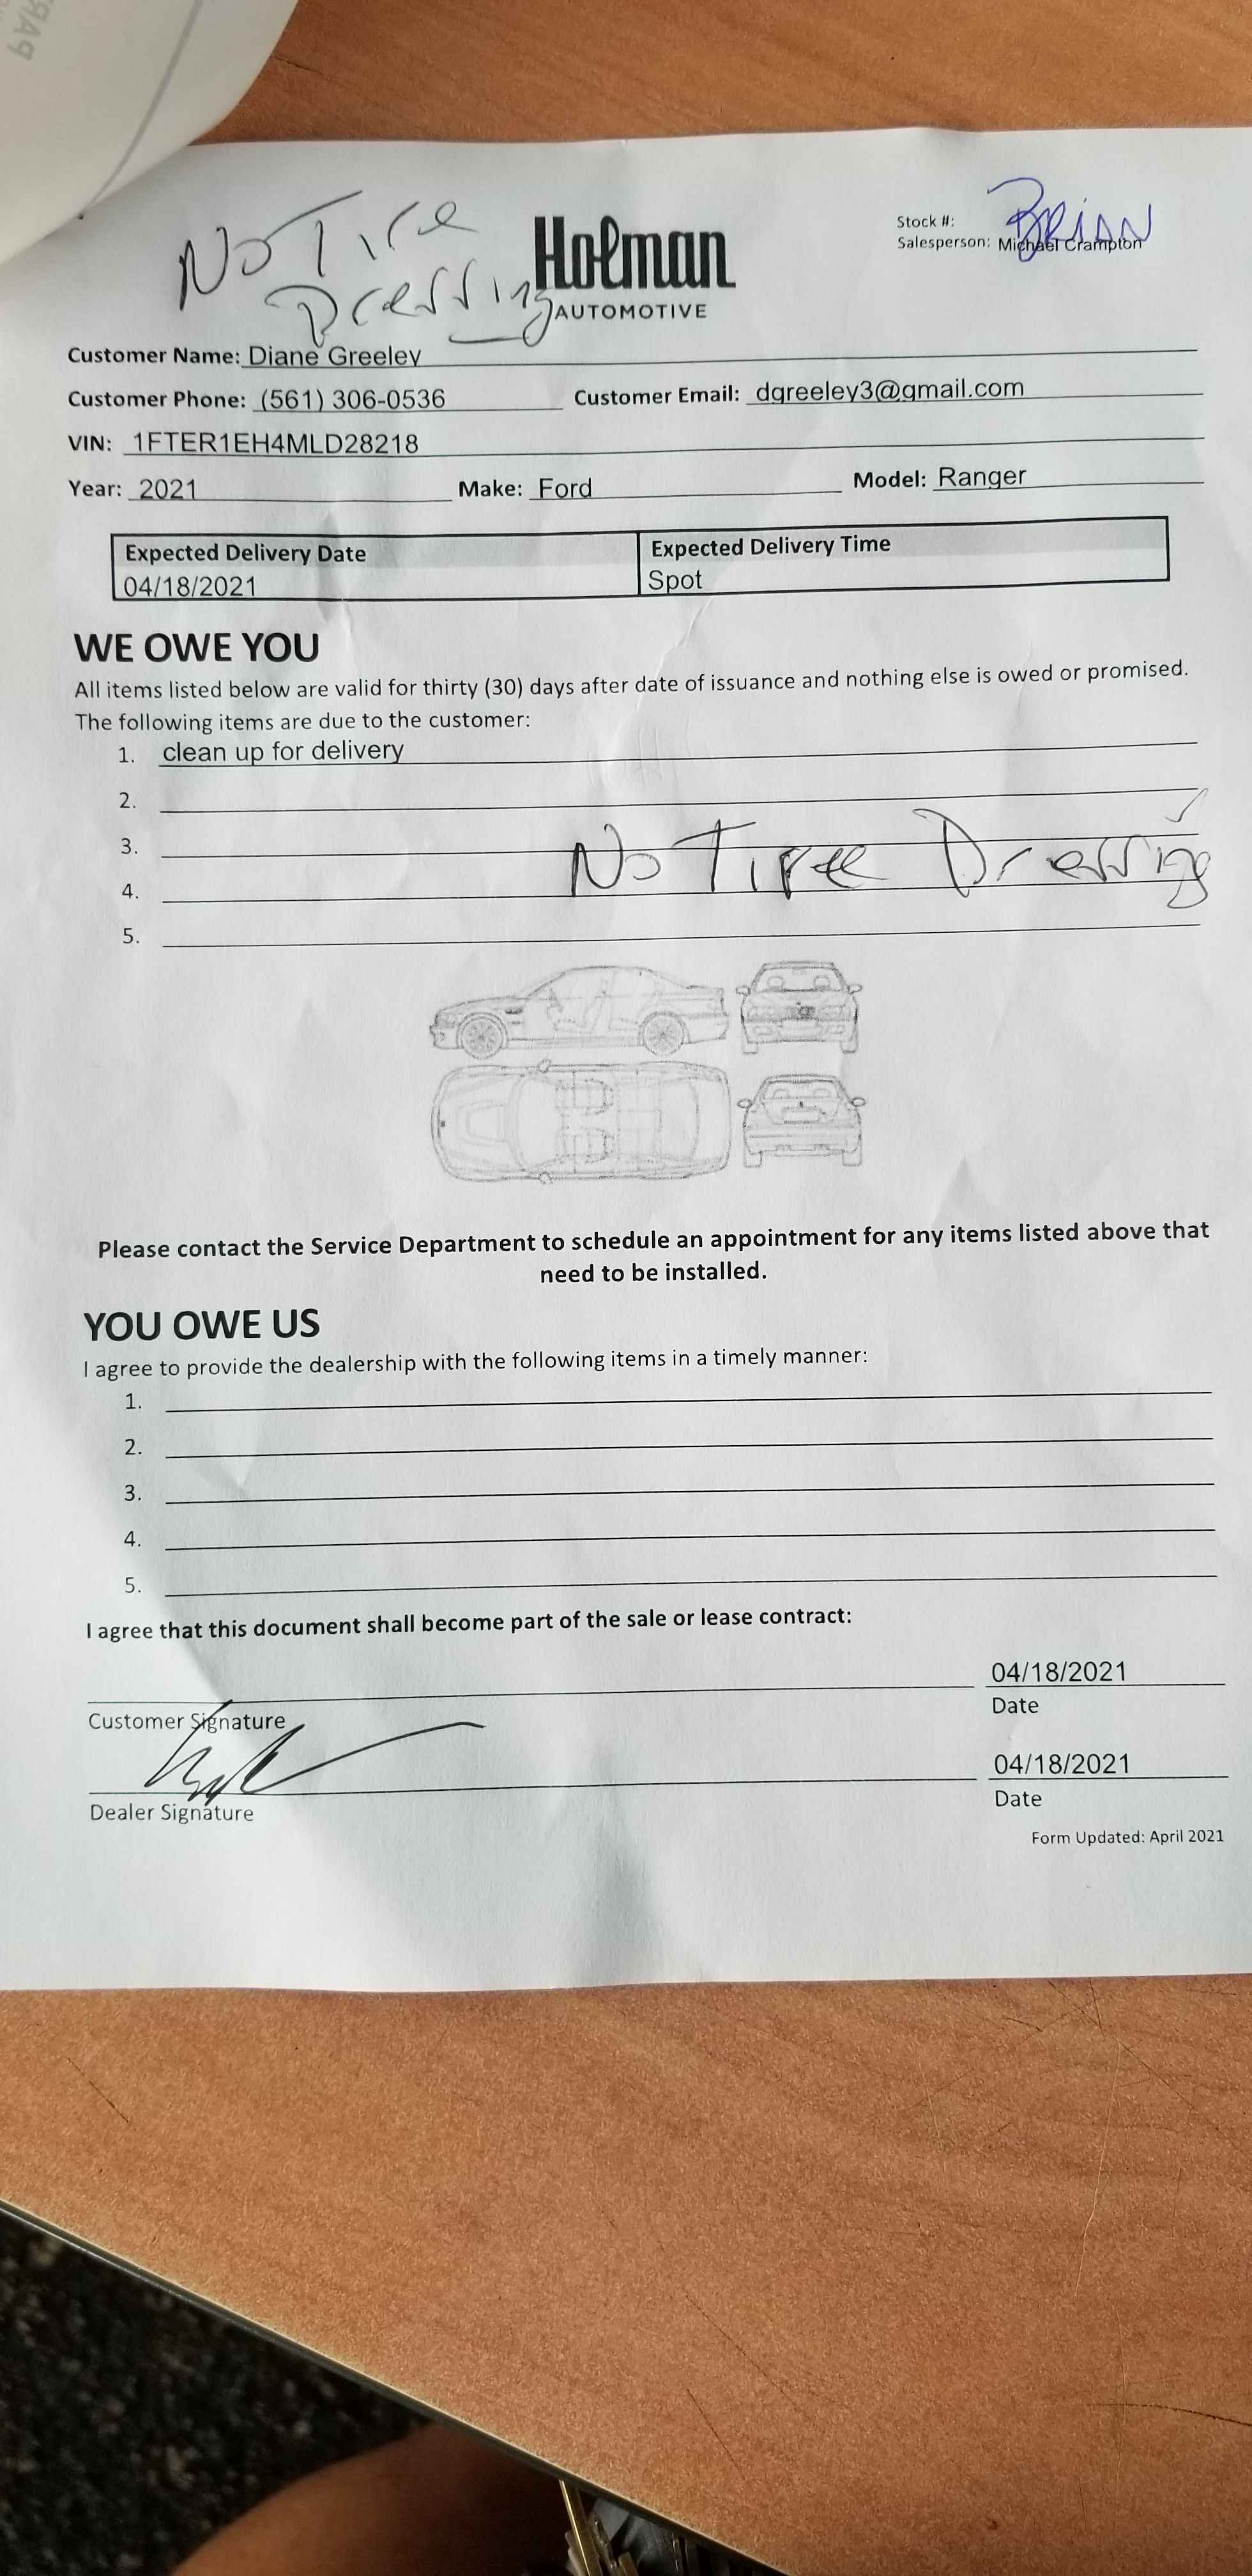 PAR
No Tire
Dressing
Holman
AUTOMOTIVE
Stock #:
BRIAN
Salesperson: Michael Crampton
Customer Name: Diane Greeley
Customer Phone: (561) 306-0536 Customer Email: dgreeley3@gmail.com
VIN: 1FTER1EH4MLD28218
Year: 2021 Make: Ford Model: Ranger
Expected Delivery Date Expected Delivery Time
04/18/2021 Spot
WE OWE YOU
All items listed below are valid for thirty (30) days after date of issuance and nothing else is owed or promised.
The following items are due to the customer:
1. clean up for delivery
2.
3.
No Tire Dressing
4.
5.
Please contact the Service Department to schedule an appointment for any items listed above that
need to be installed.
YOU OWE US
I agree to provide the dealership with the following items in a timely manner:
1.
2.
3.
4.
5.
I agree that this document shall become part of the sale or lease contract:
04/18/2021
Customer Signature Date
04/18/2021
Dealer Signature Date
Form Updated: April 2021